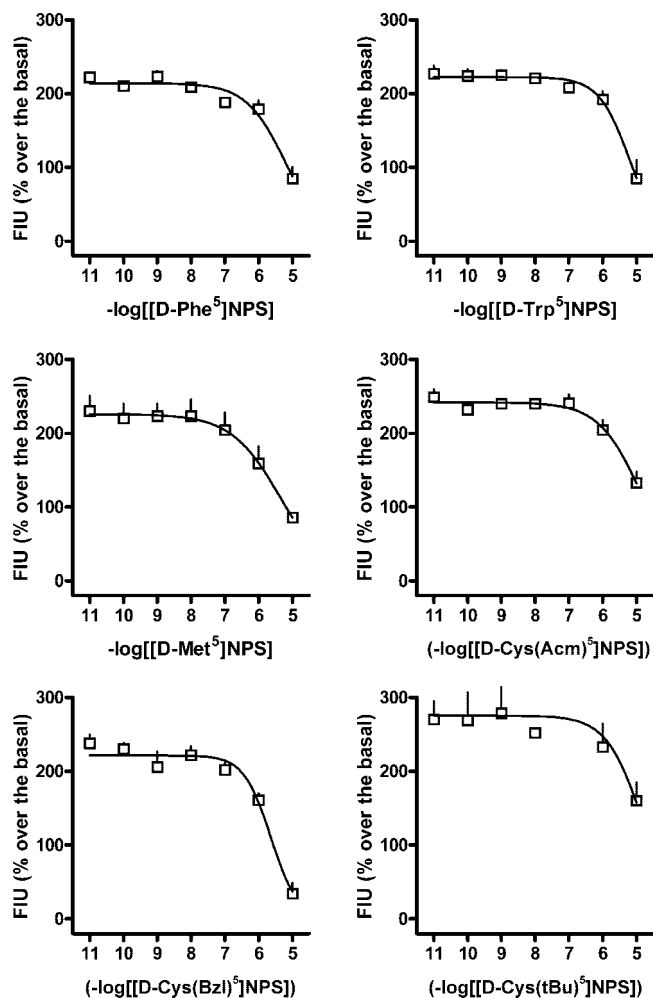 FIU (% over the basal)
300
200
100
0
11 10 9 8 7 6 5
-log[[D-Phe⁵]NPS]
FIU (% over the basal)
300
200
100
0
11 10 9 8 7 6 5
-log[[D-Trp⁵]NPS]
FIU (% over the basal)
300
200
100
0
11 10 9 8 7 6 5
-log[[D-Met⁵]NPS]
FIU (% over the basal)
300
200
100
0
11 10 9 8 7 6 5
(-log[[D-Cys(Acm)⁵]NPS])
FIU (% over the basal)
300
200
100
0
11 10 9 8 7 6 5
(-log[[D-Cys(Bzl)⁵]NPS])
FIU (% over the basal)
300
200
100
0
11 10 9 8 7 6 5
(-log[[D-Cys(tBu)⁵]NPS])